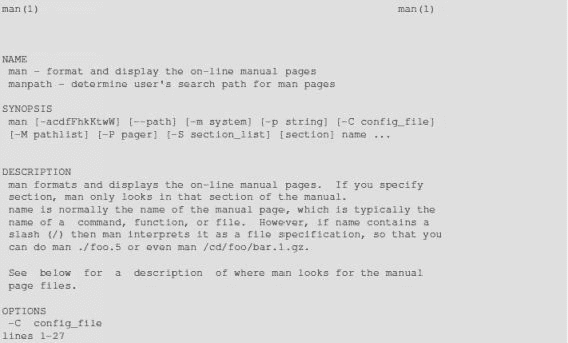 man(1) man(1)
NAME
man - format and display the on-line manual pages
manpath - determine user's search path for man pages
SYNOPSIS
man [-acdfFhkKtwW] [--path] [-m system] [-p string] [-C config_file]
[-M pathlist] [-P pager] [-S section_list] [section] name ...
DESCRIPTION
man formats and displays the on-line manual pages. If you specify
section, man only looks in that section of the manual.
name is normally the name of the manual page, which is typically the
name of a command, function, or file. However, if name contains a
slash (/) then man interprets it as a file specification, so that you
can do man ./foo.5 or even man /cd/foo/bar.1.gz.
See below for a description of where man looks for the manual
page files.
OPTIONS
-C config_file
lines 1-27